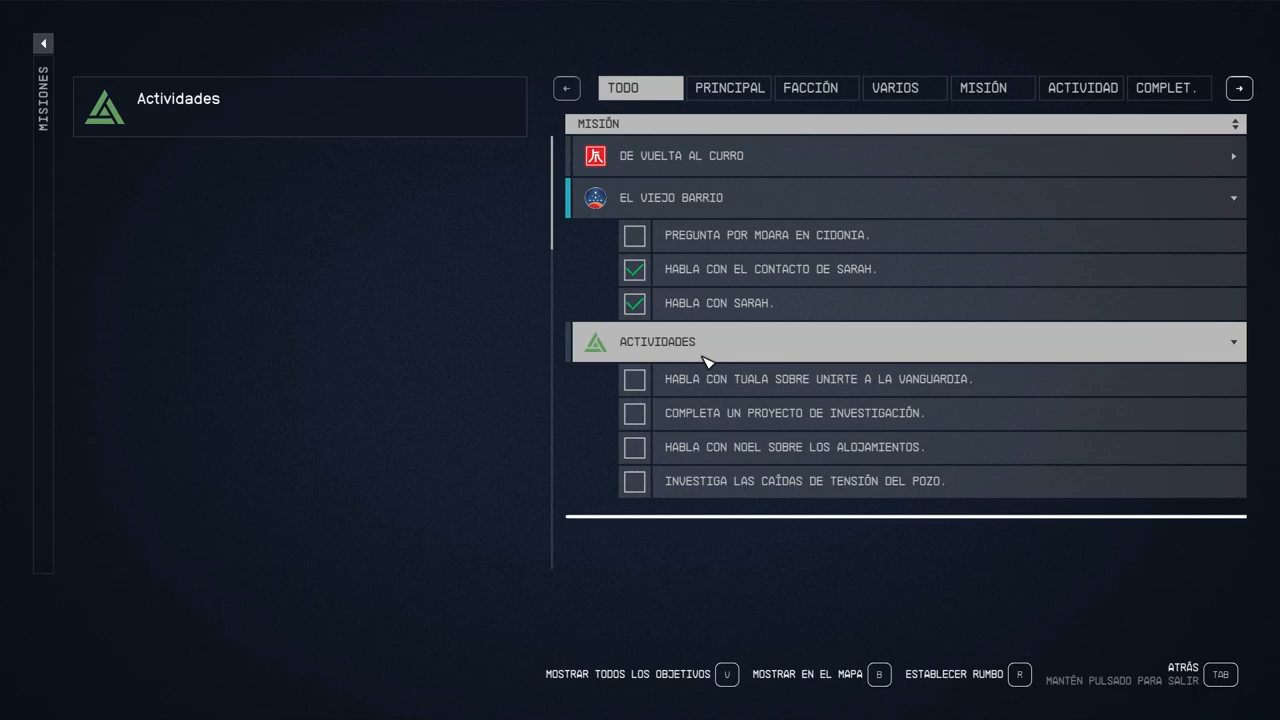 MISIONES
Actividades
TODO
PRINCIPAL
FACCIÓN
VARIOS
MISIÓN
ACTIVIDAD
COMPLET.
MISIÓN
DE VUELTA AL CURRO
EL VIEJO BARRIO
PREGUNTA POR MOARA EN CIDONIA.
HABLA CON EL CONTACTO DE SARAH.
HABLA CON SARAH.
ACTIVIDADES
HABLA CON TUALA SOBRE UNIRTE A LA VANGUARDIA.
COMPLETA UN PROYECTO DE INVESTIGACIÓN.
HABLA CON NOEL SOBRE LOS ALOJAMIENTOS.
INVESTIGA LAS CAÍDAS DE TENSIÓN DEL POZO.
MOSTRAR TODOS LOS OBJETIVOS V
MOSTRAR EN EL MAPA B
ESTABLECER RUMBO R
ATRÁS
MANTÉN PULSADO PARA SALIR
TAB